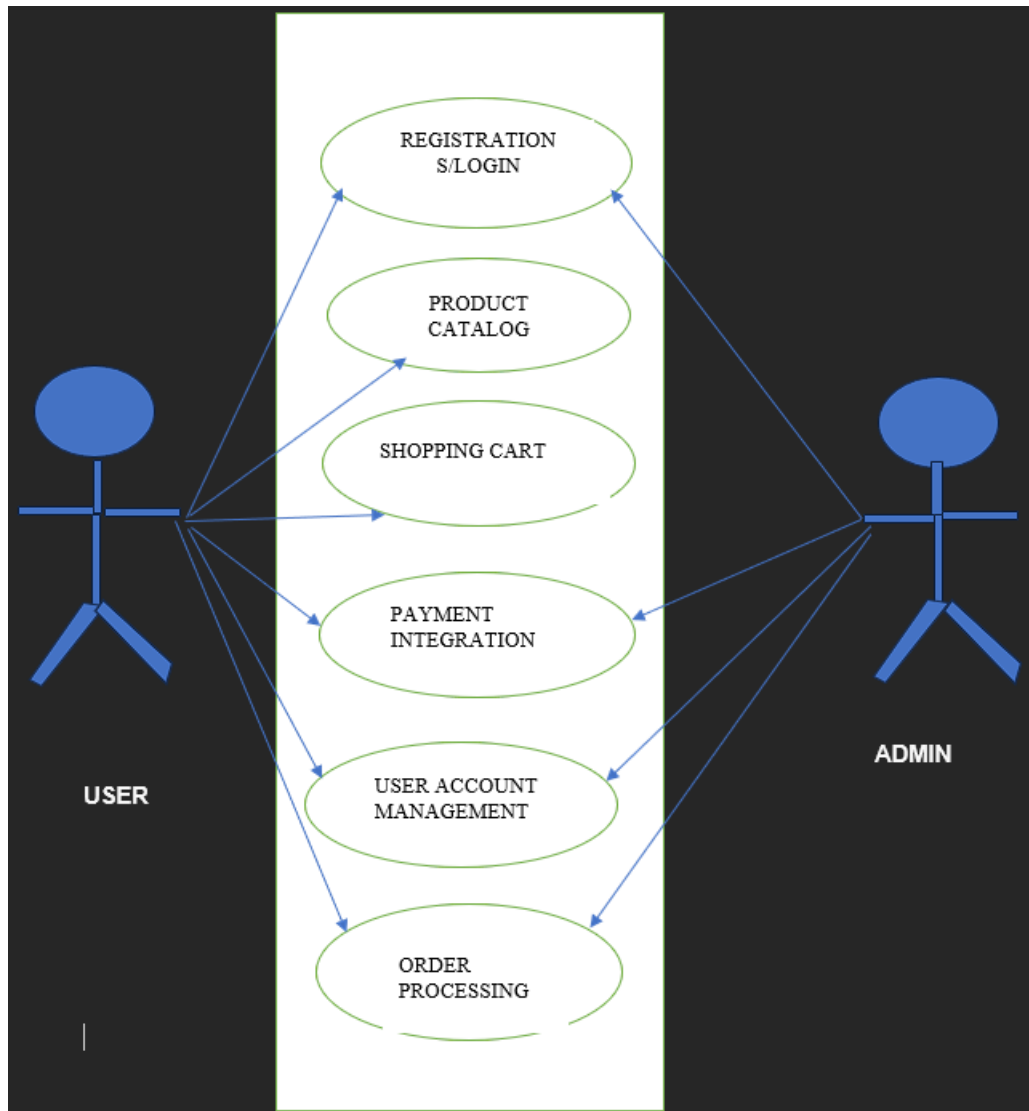 REGISTRATION
S/LOGIN
PRODUCT
CATALOG
SHOPPING CART
PAYMENT
INTEGRATION
USER ACCOUNT
MANAGEMENT
ORDER
PROCESSING
USER
ADMIN